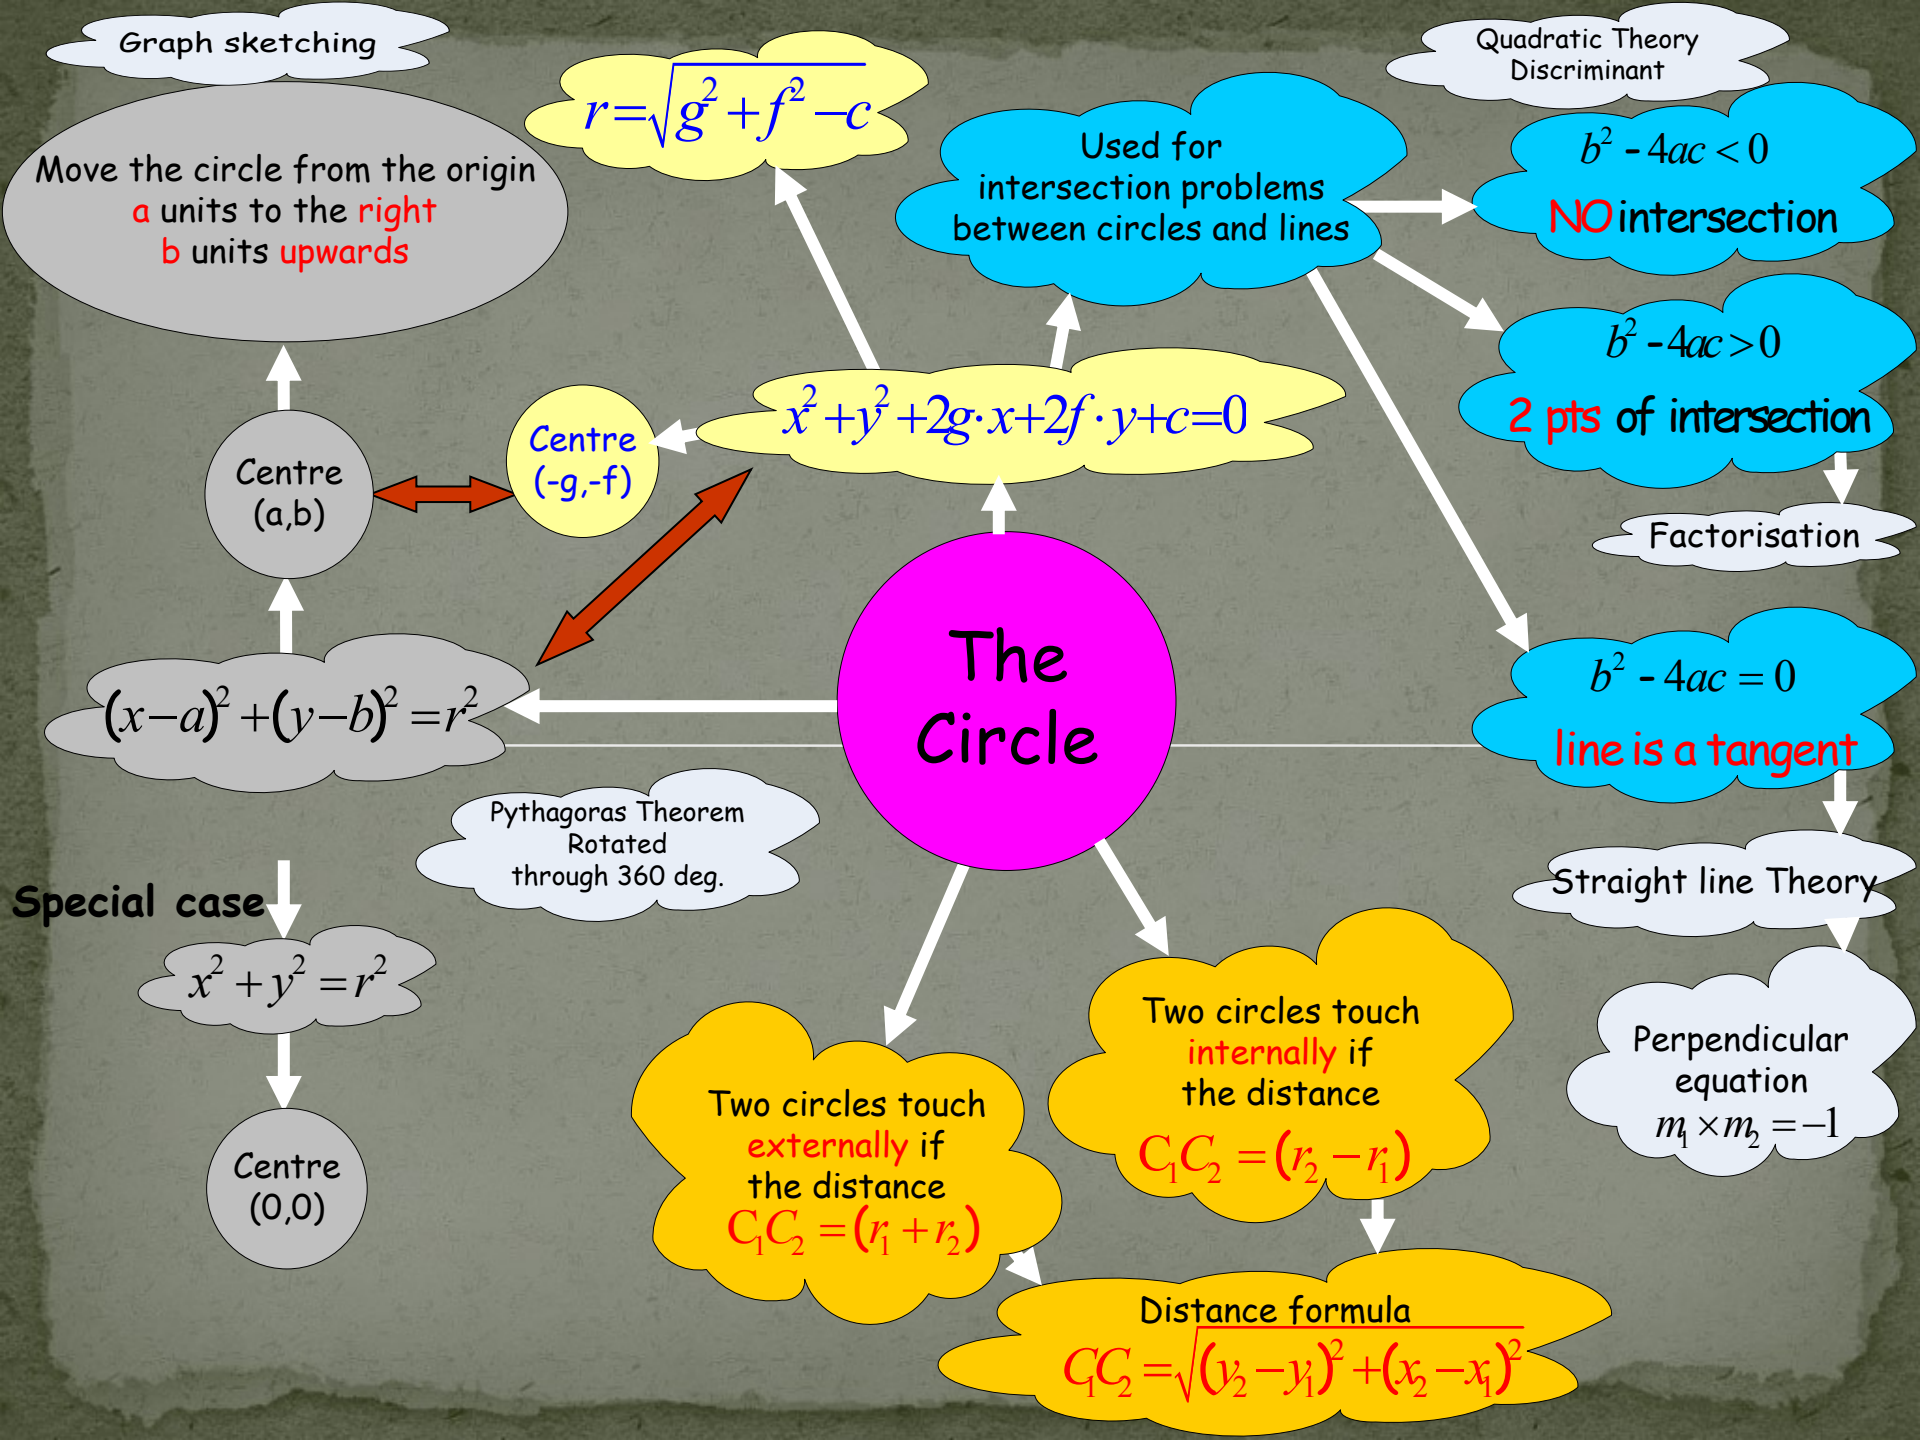 Graph sketching
Move the circle from the origin
a units to the right
b units upwards
r = √(g² + f² − c)
Used for
intersection problems
between circles and lines
Quadratic Theory
Discriminant
b² - 4ac < 0
NO intersection
b² - 4ac > 0
2 pts of intersection
Factorisation
x² + y² + 2g·x + 2f·y + c = 0
Centre
(-g,-f)
Centre
(a,b)
(x − a)² + (y − b)² = r²
The
Circle
b² - 4ac = 0
line is a tangent
Straight line Theory
Perpendicular
equation
m₁ × m₂ = −1
Pythagoras Theorem
Rotated
through 360 deg.
Special case
x² + y² = r²
Centre
(0,0)
Two circles touch
externally if
the distance
C₁C₂ = (r₁ + r₂)
Two circles touch
internally if
the distance
C₁C₂ = (r₂ − r₁)
Distance formula
C₁C₂ = √((y₂ − y₁)² + (x₂ − x₁)²)